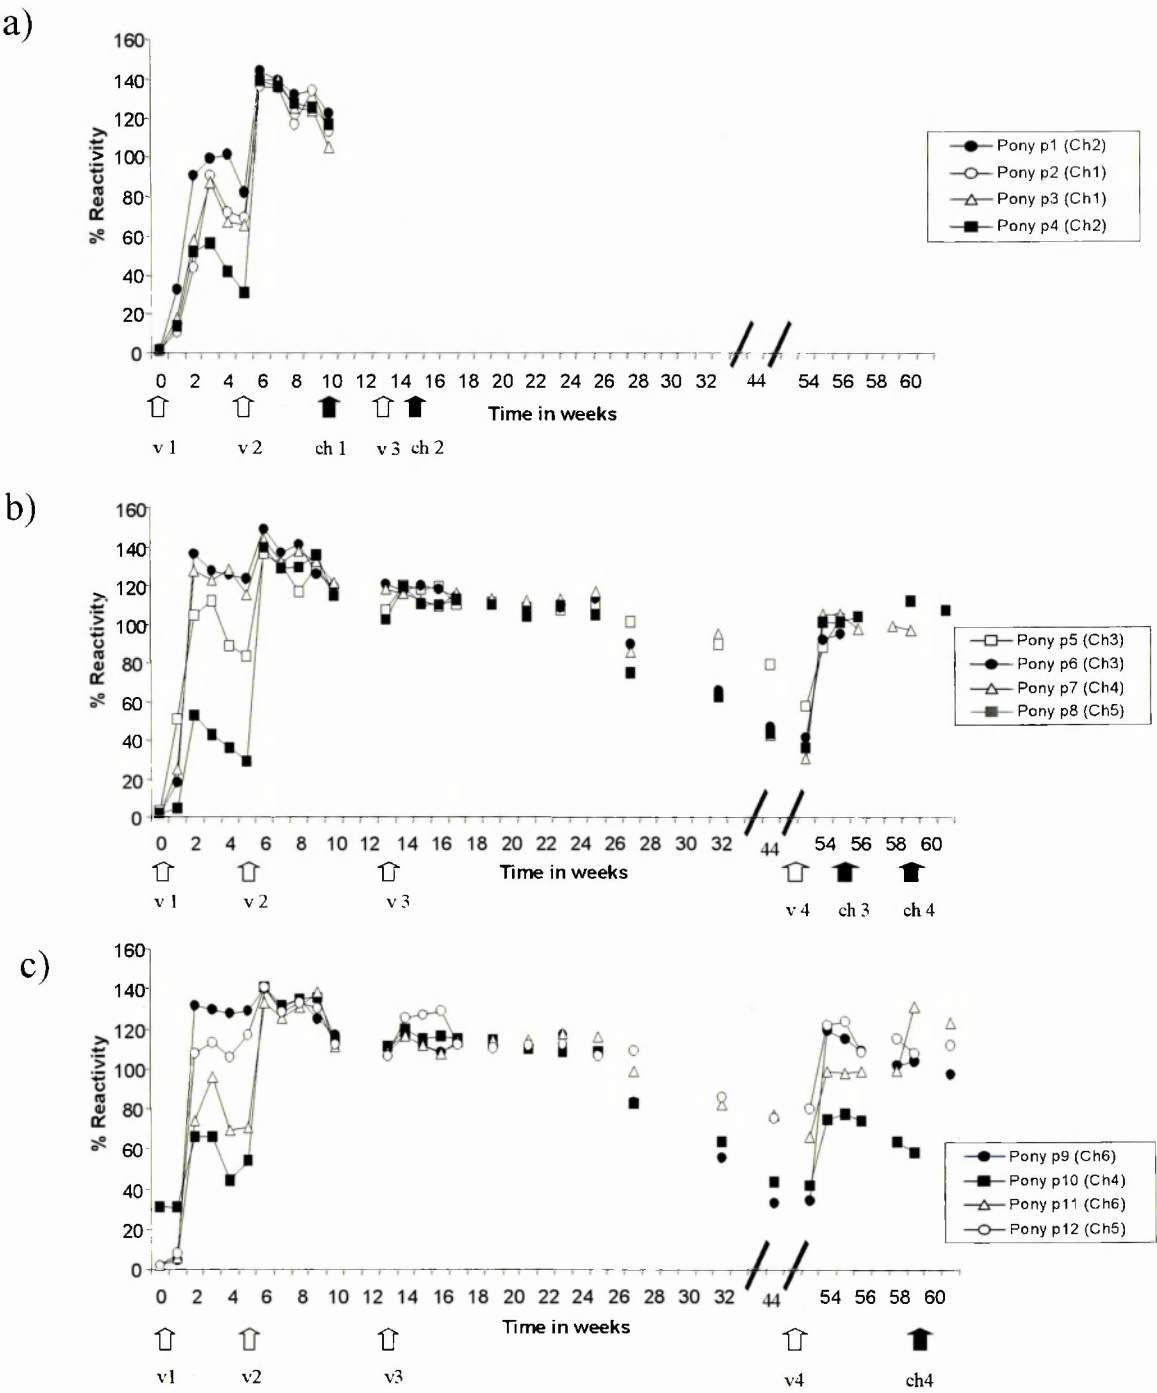 a)
160
140
120
100
80
60
40
20
0
% Reactivity
Pony p1 (Ch2)
Pony p2 (Ch1)
Pony p3 (Ch1)
Pony p4 (Ch2)
0 2 4 6 8 10 12 14 16 18 20 22 24 26 28 30 32 44 54 56 58 60
Time in weeks
v 1 v 2 ch 1 v 3 ch 2
b)
160
140
120
100
80
60
40
20
0
% Reactivity
Pony p5 (Ch3)
Pony p6 (Ch3)
Pony p7 (Ch4)
Pony p8 (Ch5)
0 2 4 6 8 10 12 14 16 18 20 22 24 26 28 30 32 44 54 56 58 60
Time in weeks
v 1 v 2 v 3 v 4 ch 3 ch 4
c)
160
140
120
100
80
60
40
20
0
% Reactivity
Pony p9 (Ch6)
Pony p10 (Ch4)
Pony p11 (Ch6)
Pony p12 (Ch5)
0 2 4 6 8 10 12 14 16 18 20 22 24 26 28 30 32 44 54 56 58 60
Time in weeks
v1 v2 v3 v4 ch4